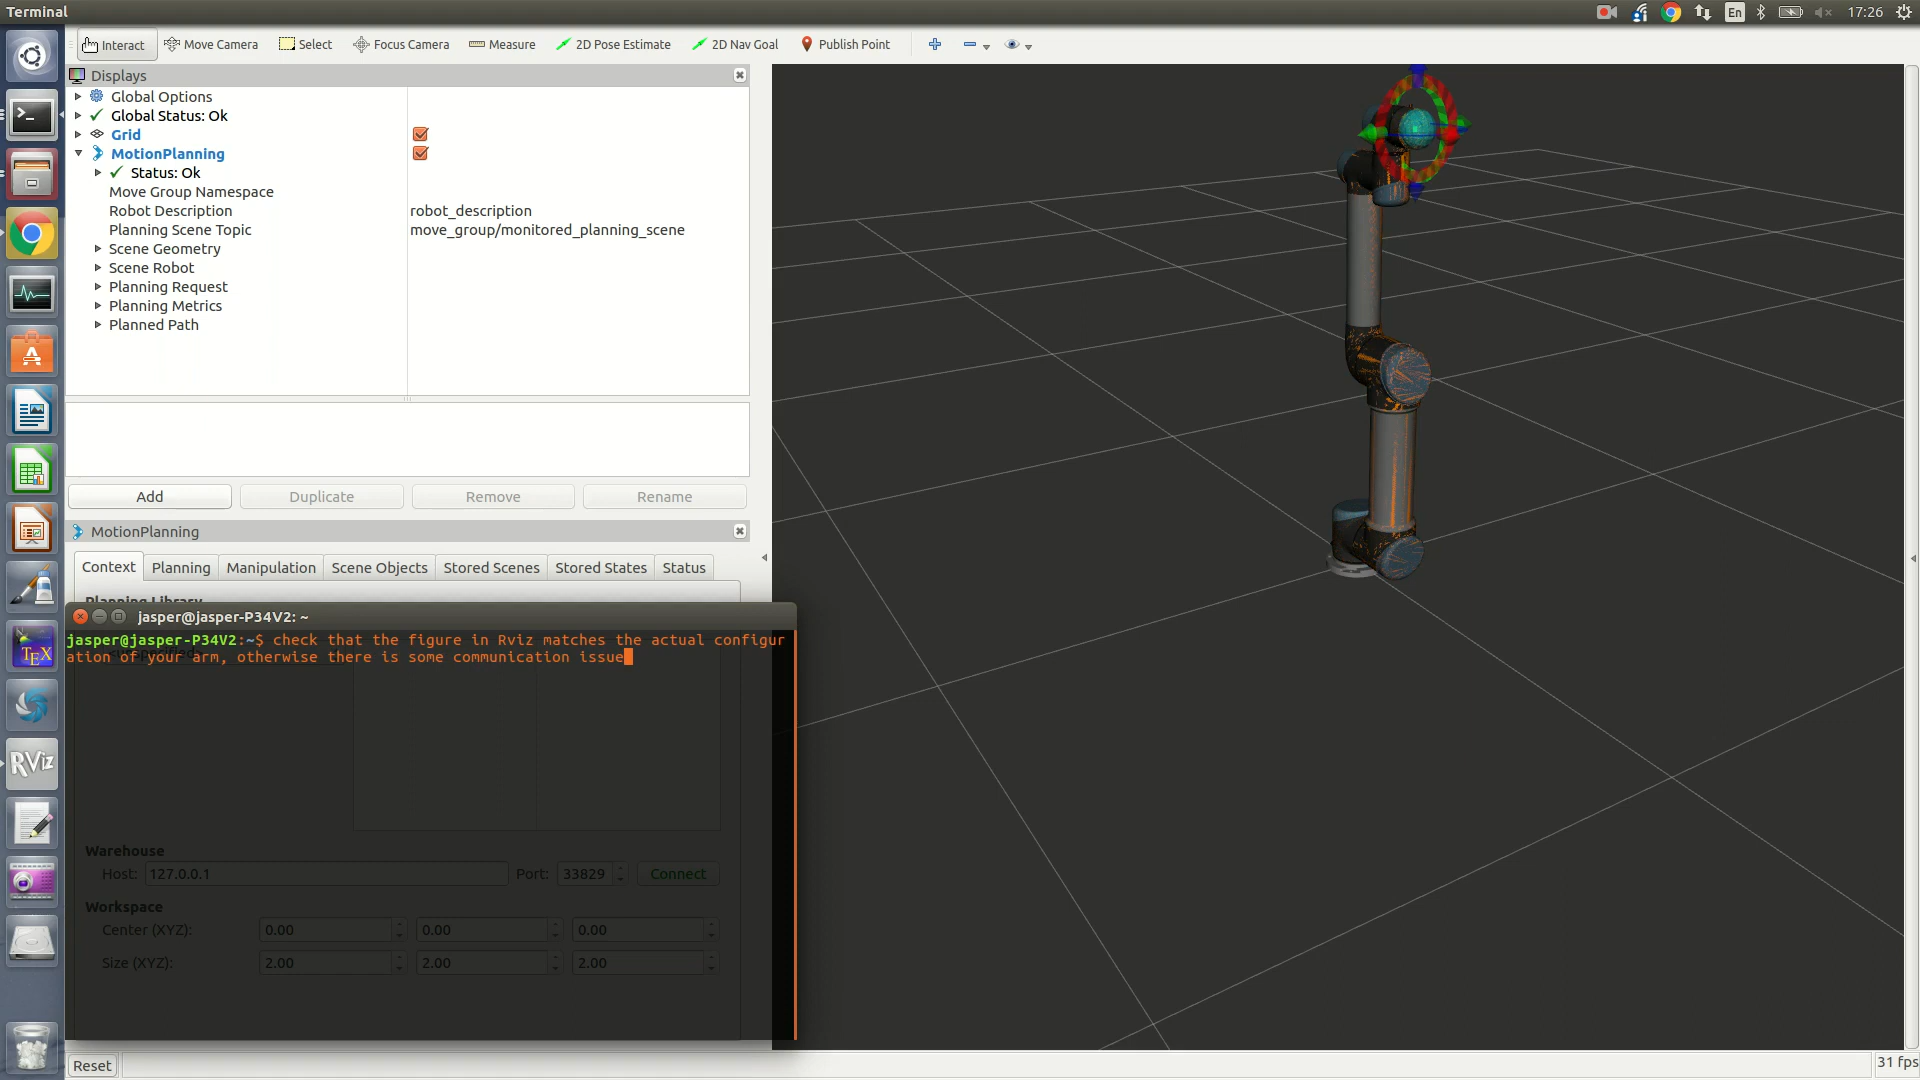 Terminal
En
17:26
Interact
Move Camera
Select
Focus Camera
Measure
2D Pose Estimate
2D Nav Goal
Publish Point
Displays
Global Options
Global Status: Ok
Grid
MotionPlanning
Status: Ok
Move Group Namespace
Robot Description
robot_description
Planning Scene Topic
move_group/monitored_planning_scene
Scene Geometry
Scene Robot
Planning Request
Planning Metrics
Planned Path
Add
Duplicate
Remove
Rename
MotionPlanning
Context
Planning
Manipulation
Scene Objects
Stored Scenes
Stored States
Status
Planning Library
jasper@jasper-P34V2: ~
jasper@jasper-P34V2:~$ check that the figure in Rviz matches the actual configur
ation of your arm, otherwise there is some communication issue
Warehouse
Host: 127.0.0.1 Port: 33829 Connect
Workspace
Center (XYZ): 0.00 0.00 0.00
Size (XYZ): 2.00 2.00 2.00
TEX
RViz
Reset
31 fps